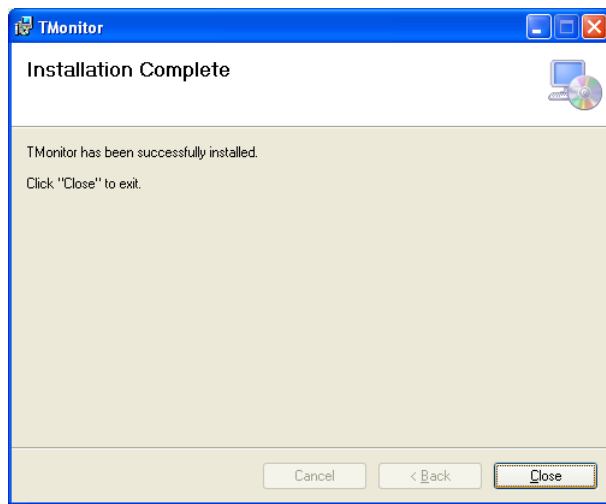 TMonitor
Installation Complete
TMonitor has been successfully installed.
Click "Close" to exit.
Cancel
< Back
Close